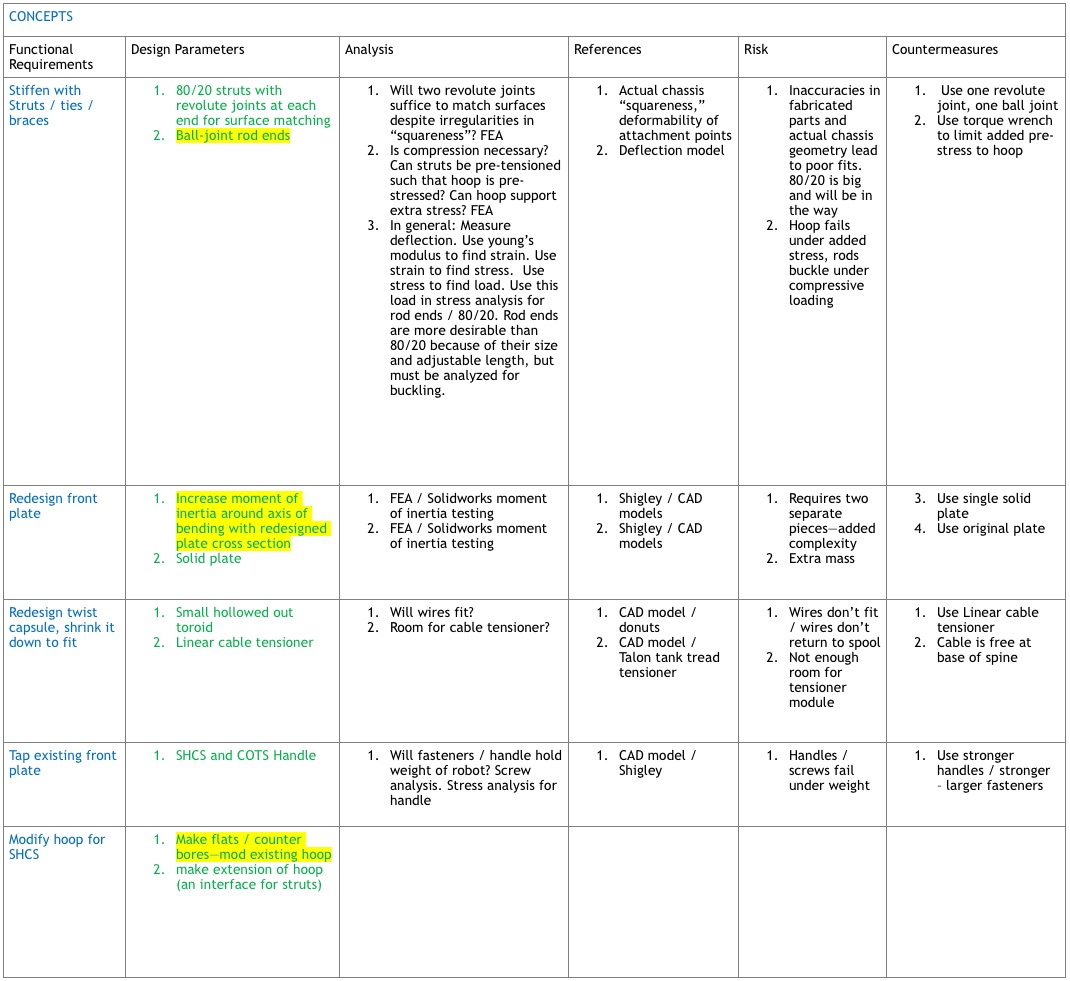 CONCEPTS
Functional
Requirements
Design Parameters
Analysis
References
Risk
Countermeasures
Stiffen with
Struts / ties /
braces
1. 80/20 struts with
revolute joints at each
end for surface matching
2. Ball-joint rod ends
1. Will two revolute joints
suffice to match surfaces
despite irregularities in
“squareness”? FEA
2. Is compression necessary?
Can struts be pre-tensioned
such that hoop is pre-
stressed? Can hoop support
extra stress? FEA
3. In general: Measure
deflection. Use young’s
modulus to find strain. Use
strain to find stress.  Use
stress to find load. Use this
load in stress analysis for
rod ends / 80/20. Rod ends
are more desirable than
80/20 because of their size
and adjustable length, but
must be analyzed for
buckling.
1. Actual chassis
“squareness,”
deformability of
attachment points
2. Deflection model
1. Inaccuracies in
fabricated
parts and
actual chassis
geometry lead
to poor fits.
80/20 is big
and will be in
the way
2. Hoop fails
under added
stress, rods
buckle under
compressive
loading
1. Use one revolute
joint, one ball joint
2. Use torque wrench
to limit added pre-
stress to hoop
Redesign front
plate
1. Increase moment of
inertia around axis of
bending with redesigned
plate cross section
2. Solid plate
1. FEA / Solidworks moment
of inertia testing
2. FEA / Solidworks moment
of inertia testing
1. Shigley / CAD
models
2. Shigley / CAD
models
1. Requires two
separate
pieces—added
complexity
2. Extra mass
3. Use single solid
plate
4. Use original plate
Redesign twist
capsule, shrink it
down to fit
1. Small hollowed out
toroid
2. Linear cable tensioner
1. Will wires fit?
2. Room for cable tensioner?
1. CAD model /
donuts
2. CAD model /
Talon tank tread
tensioner
1. Wires don’t fit
/ wires don’t
return to spool
2. Not enough
room for
tensioner
module
1. Use Linear cable
tensioner
2. Cable is free at
base of spine
Tap existing front
plate
1. SHCS and COTS Handle
1. Will fasteners / handle hold
weight of robot? Screw
analysis. Stress analysis for
handle
1. CAD model /
Shigley
1. Handles /
screws fail
under weight
1. Use stronger
handles / stronger
– larger fasteners
Modify hoop for
SHCS
1. Make flats / counter
bores—mod existing hoop
2. make extension of hoop
(an interface for struts)